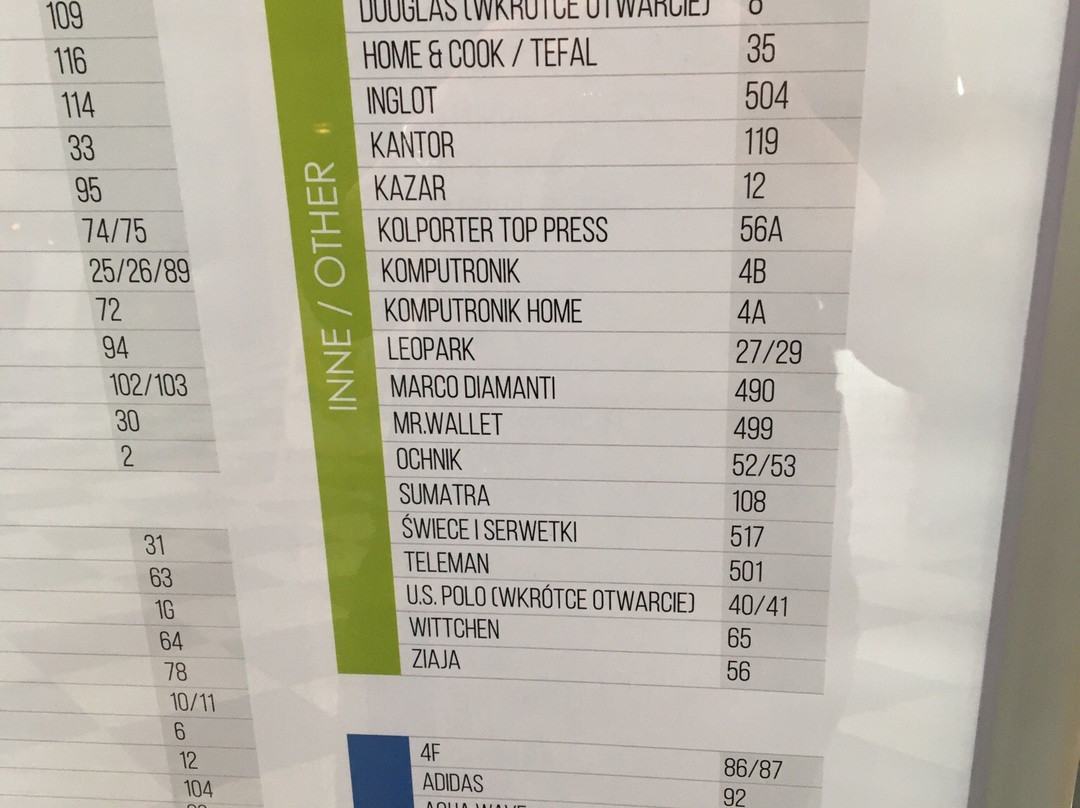 109
116
114
33
95
74/75
25/26/89
72
94
102/103
30
2
31
63
1G
64
78
10/11
6
12
104
INNE / OTHER
DOUGLAS (WKRÓTCE OTWARCIE) 8
HOME & COOK / TEFAL 35
INGLOT 504
KANTOR 119
KAZAR 12
KOLPORTER TOP PRESS 56A
KOMPUTRONIK 4B
KOMPUTRONIK HOME 4A
LEOPARK 27/29
MARCO DIAMANTI 490
MR.WALLET 499
OCHNIK 52/53
SUMATRA 108
ŚWIECE I SERWETKI 517
TELEMAN 501
U.S. POLO (WKRÓTCE OTWARCIE) 40/41
WITTCHEN 65
ZIAJA 56
4F 86/87
ADIDAS 92
AQUA WAVE